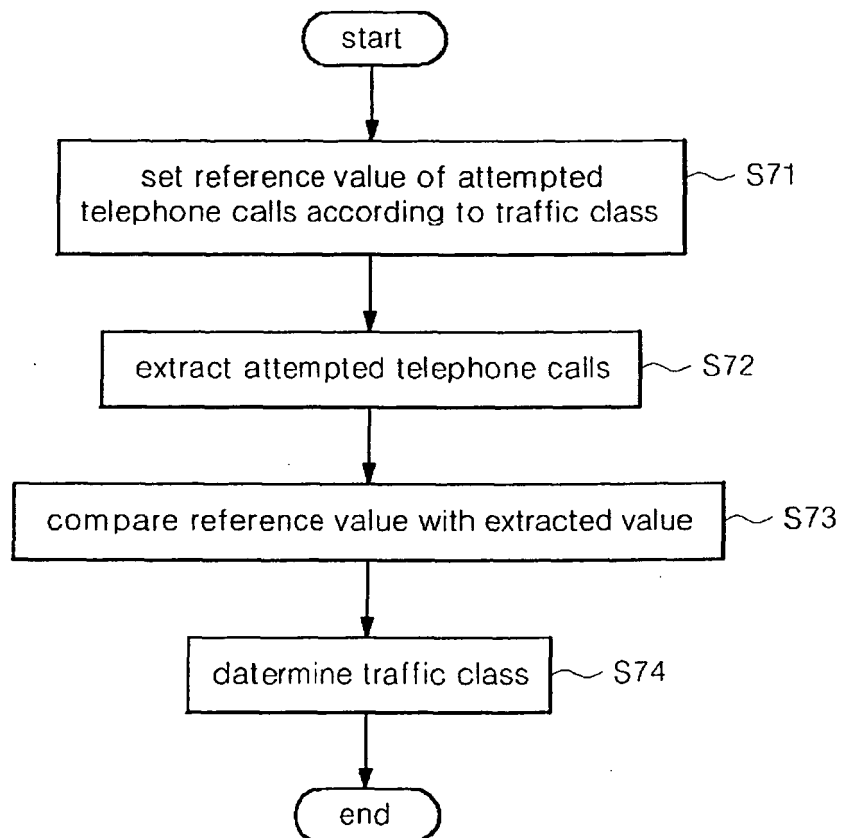 start
set reference value of attempted
telephone calls according to traffic class
S71
extract attempted telephone calls
S72
compare reference value with extracted value
S73
datermine traffic class
S74
end